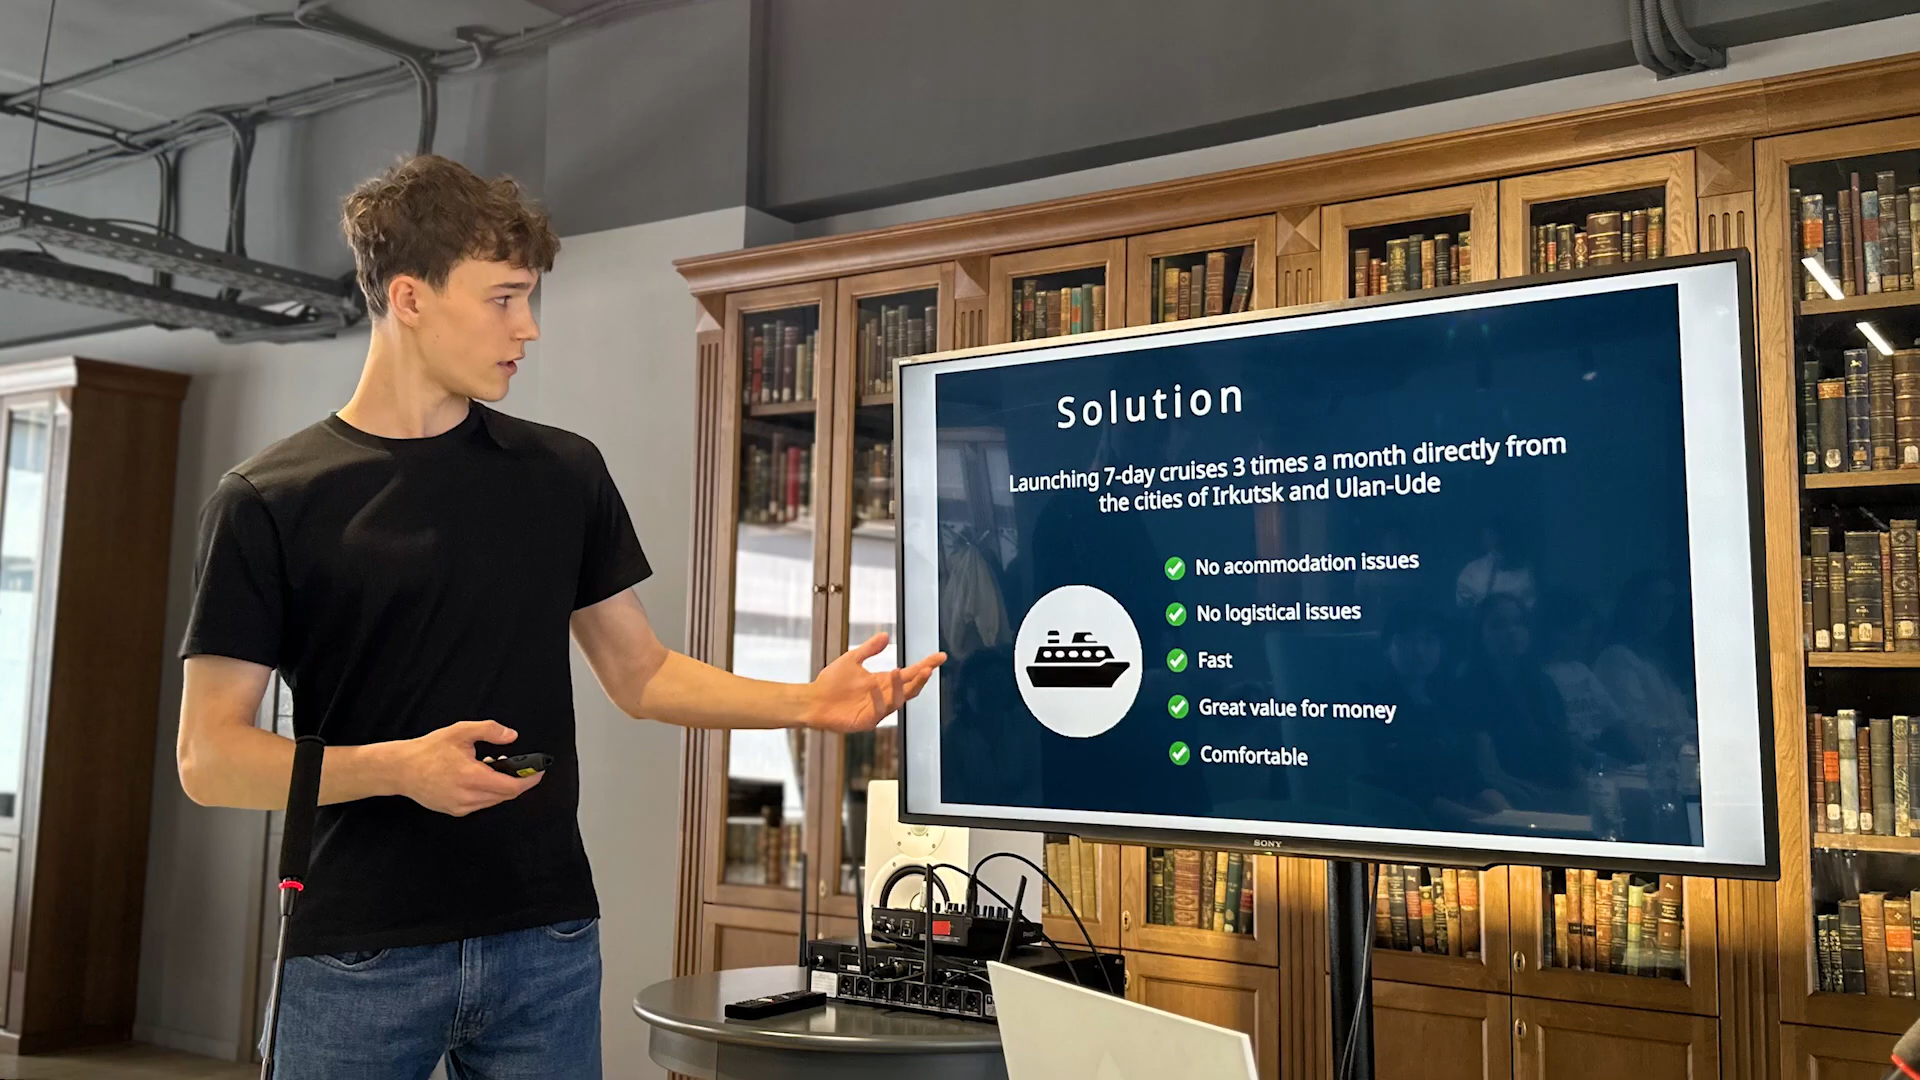 Solution
Launching 7-day cruises 3 times a month directly from
the cities of Irkutsk and Ulan-Ude
No acommodation issues
No logistical issues
Fast
Great value for money
Comfortable
SONY